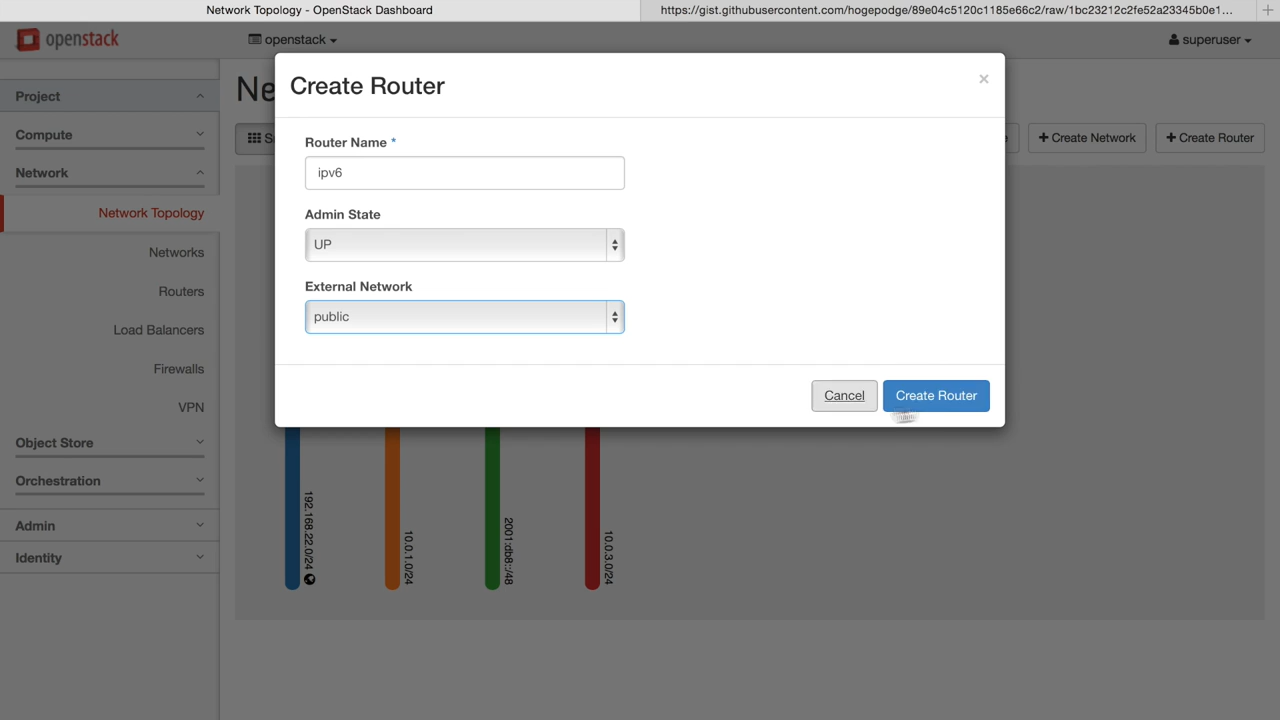 Network Topology - OpenStack Dashboard
https://gist.githubusercontent.com/hogepodge/89e04c5120c1185e66c2/raw/1bc23212c2fe52a23345b0e1...
openstack
openstack
superuser
Create Router
×
Project
Compute
Network
Network Topology
Networks
Routers
Load Balancers
Firewalls
VPN
Object Store
Orchestration
Admin
Identity
Router Name *
ipv6
Admin State
UP
External Network
public
Cancel
Create Router
Create Network
Create Router
192.168.22.0/24
10.0.1.0/24
2001:db8::/48
10.0.3.0/24